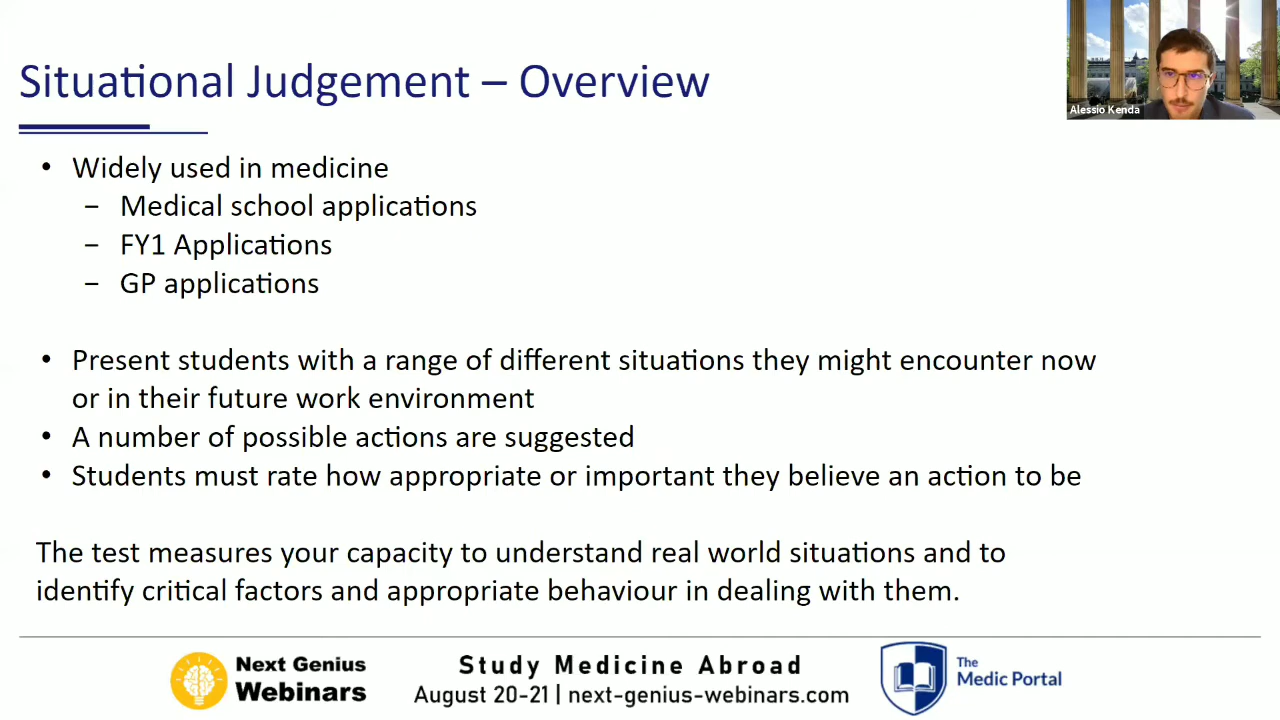 Situational Judgement – Overview
Alessio Kenda
• Widely used in medicine
– Medical school applications
– FY1 Applications
– GP applications
• Present students with a range of different situations they might encounter now
or in their future work environment
• A number of possible actions are suggested
• Students must rate how appropriate or important they believe an action to be
The test measures your capacity to understand real world situations and to
identify critical factors and appropriate behaviour in dealing with them.
Next Genius
Webinars
Study Medicine Abroad
August 20-21 | next-genius-webinars.com
The
Medic Portal